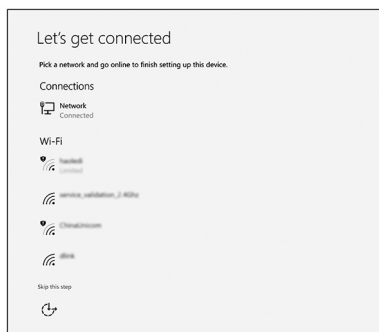 Let's get connected
Pick a network and go online to finish setting up this device.
Connections
Network
Connected
Wi-Fi
Limited
service_validation_2.4Ghz
ChinaUnicom
dlink
Skip this step